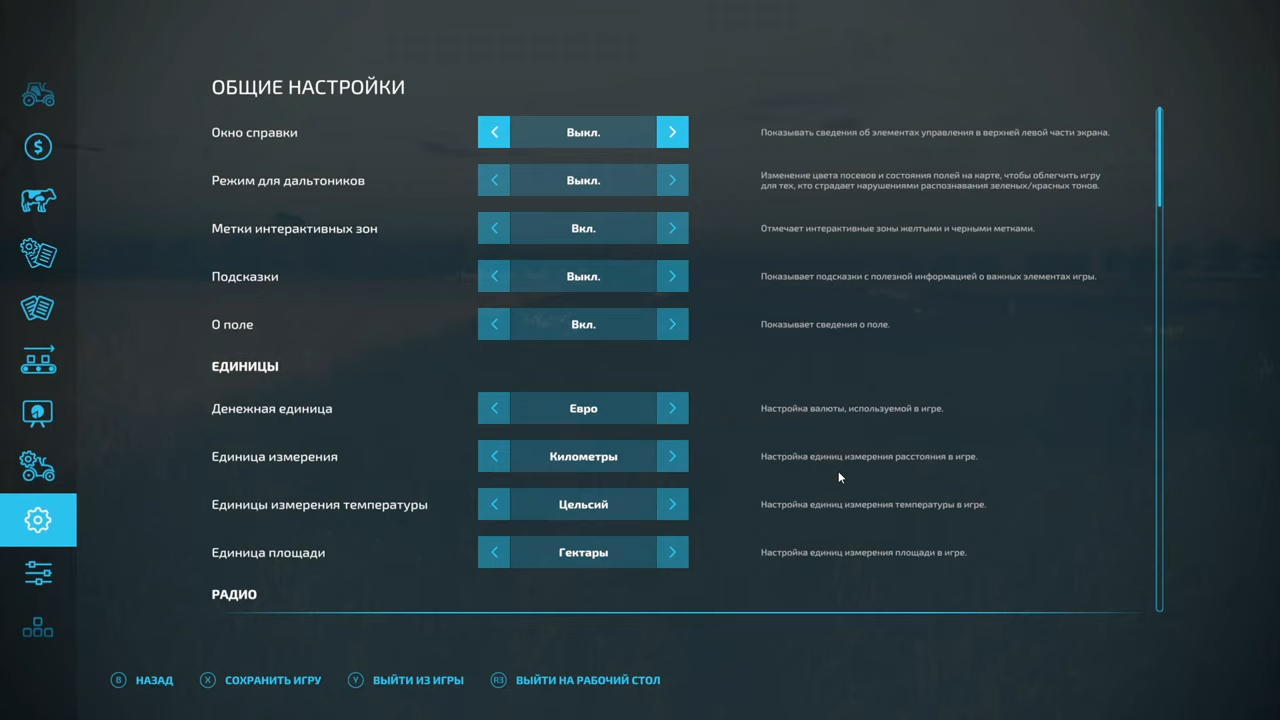 ОБЩИЕ НАСТРОЙКИ
Окно справки
Выкл.
Показывать сведения об элементах управления в верхней левой части экрана.
Режим для дальтоников
Выкл.
Изменение цвета посевов и состояния полей на карте, чтобы облегчить игру
для тех, кто страдает нарушениями распознавания зеленых/красных тонов.
Метки интерактивных зон
Вкл.
Отмечает интерактивные зоны желтыми и черными метками.
Подсказки
Выкл.
Показывает подсказки с полезной информацией о важных элементах игры.
О поле
Вкл.
Показывает сведения о поле.
ЕДИНИЦЫ
Денежная единица
Евро
Настройка валюты, используемой в игре.
Единица измерения
Километры
Настройка единиц измерения расстояния в игре.
Единицы измерения температуры
Цельсий
Настройка единиц измерения температуры в игре.
Единица площади
Гектары
Настройка единиц измерения площади в игре.
РАДИО
B НАЗАД X СОХРАНИТЬ ИГРУ Y ВЫЙТИ ИЗ ИГРЫ R3 ВЫЙТИ НА РАБОЧИЙ СТОЛ